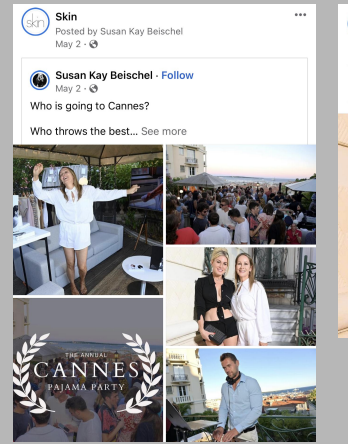 skin
Skin
Posted by Susan Kay Beischel
May 2 ·
Susan Kay Beischel · Follow
May 2 ·
Who is going to Cannes?
Who throws the best... See more
THE ANNUAL
CANNES
PAJAMA PARTY